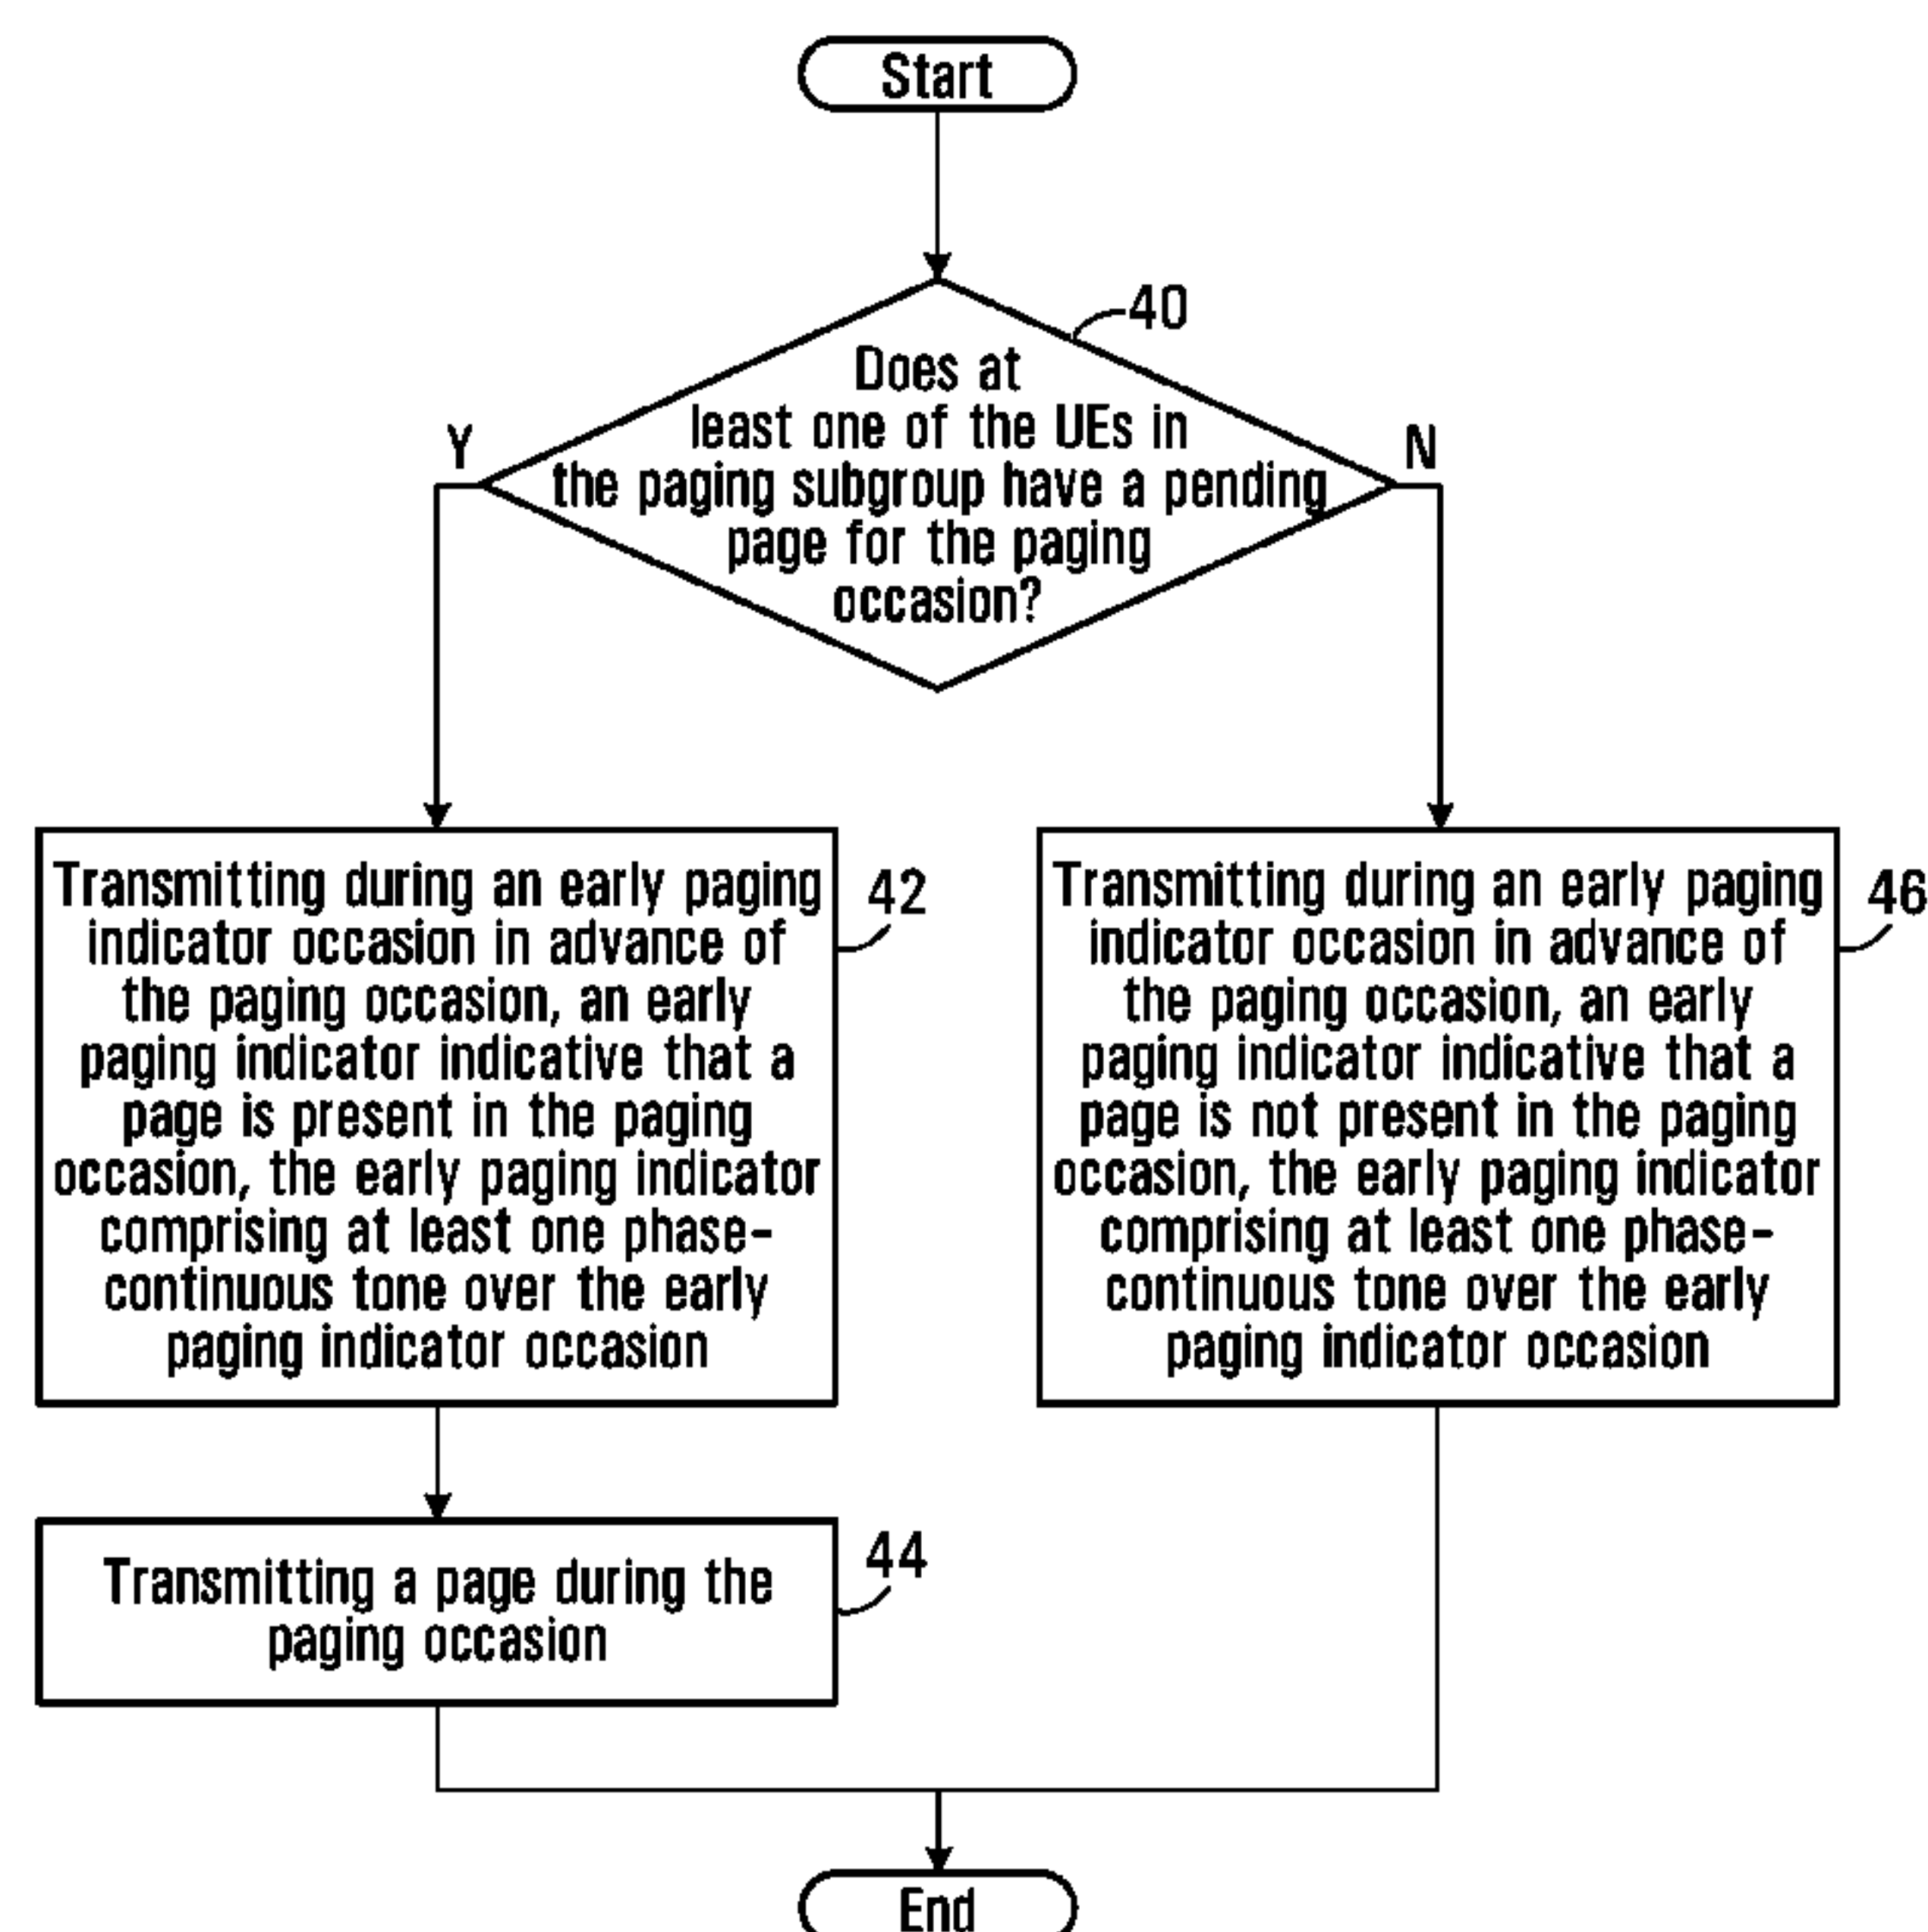 Start
40
Does at
least one of the UEs in
the paging subgroup have a pending
page for the paging
occasion?
Y
N
Transmitting during an early paging
indicator occasion in advance of
the paging occasion, an early
paging indicator indicative that a
page is present in the paging
occasion, the early paging indicator
comprising at least one phase-
continuous tone over the early
paging indicator occasion
42
Transmitting during an early paging
indicator occasion in advance of
the paging occasion, an early
paging indicator indicative that a
page is not present in the paging
occasion, the early paging indicator
comprising at least one phase-
continuous tone over the early
paging indicator occasion
46
Transmitting a page during the
paging occasion
44
End